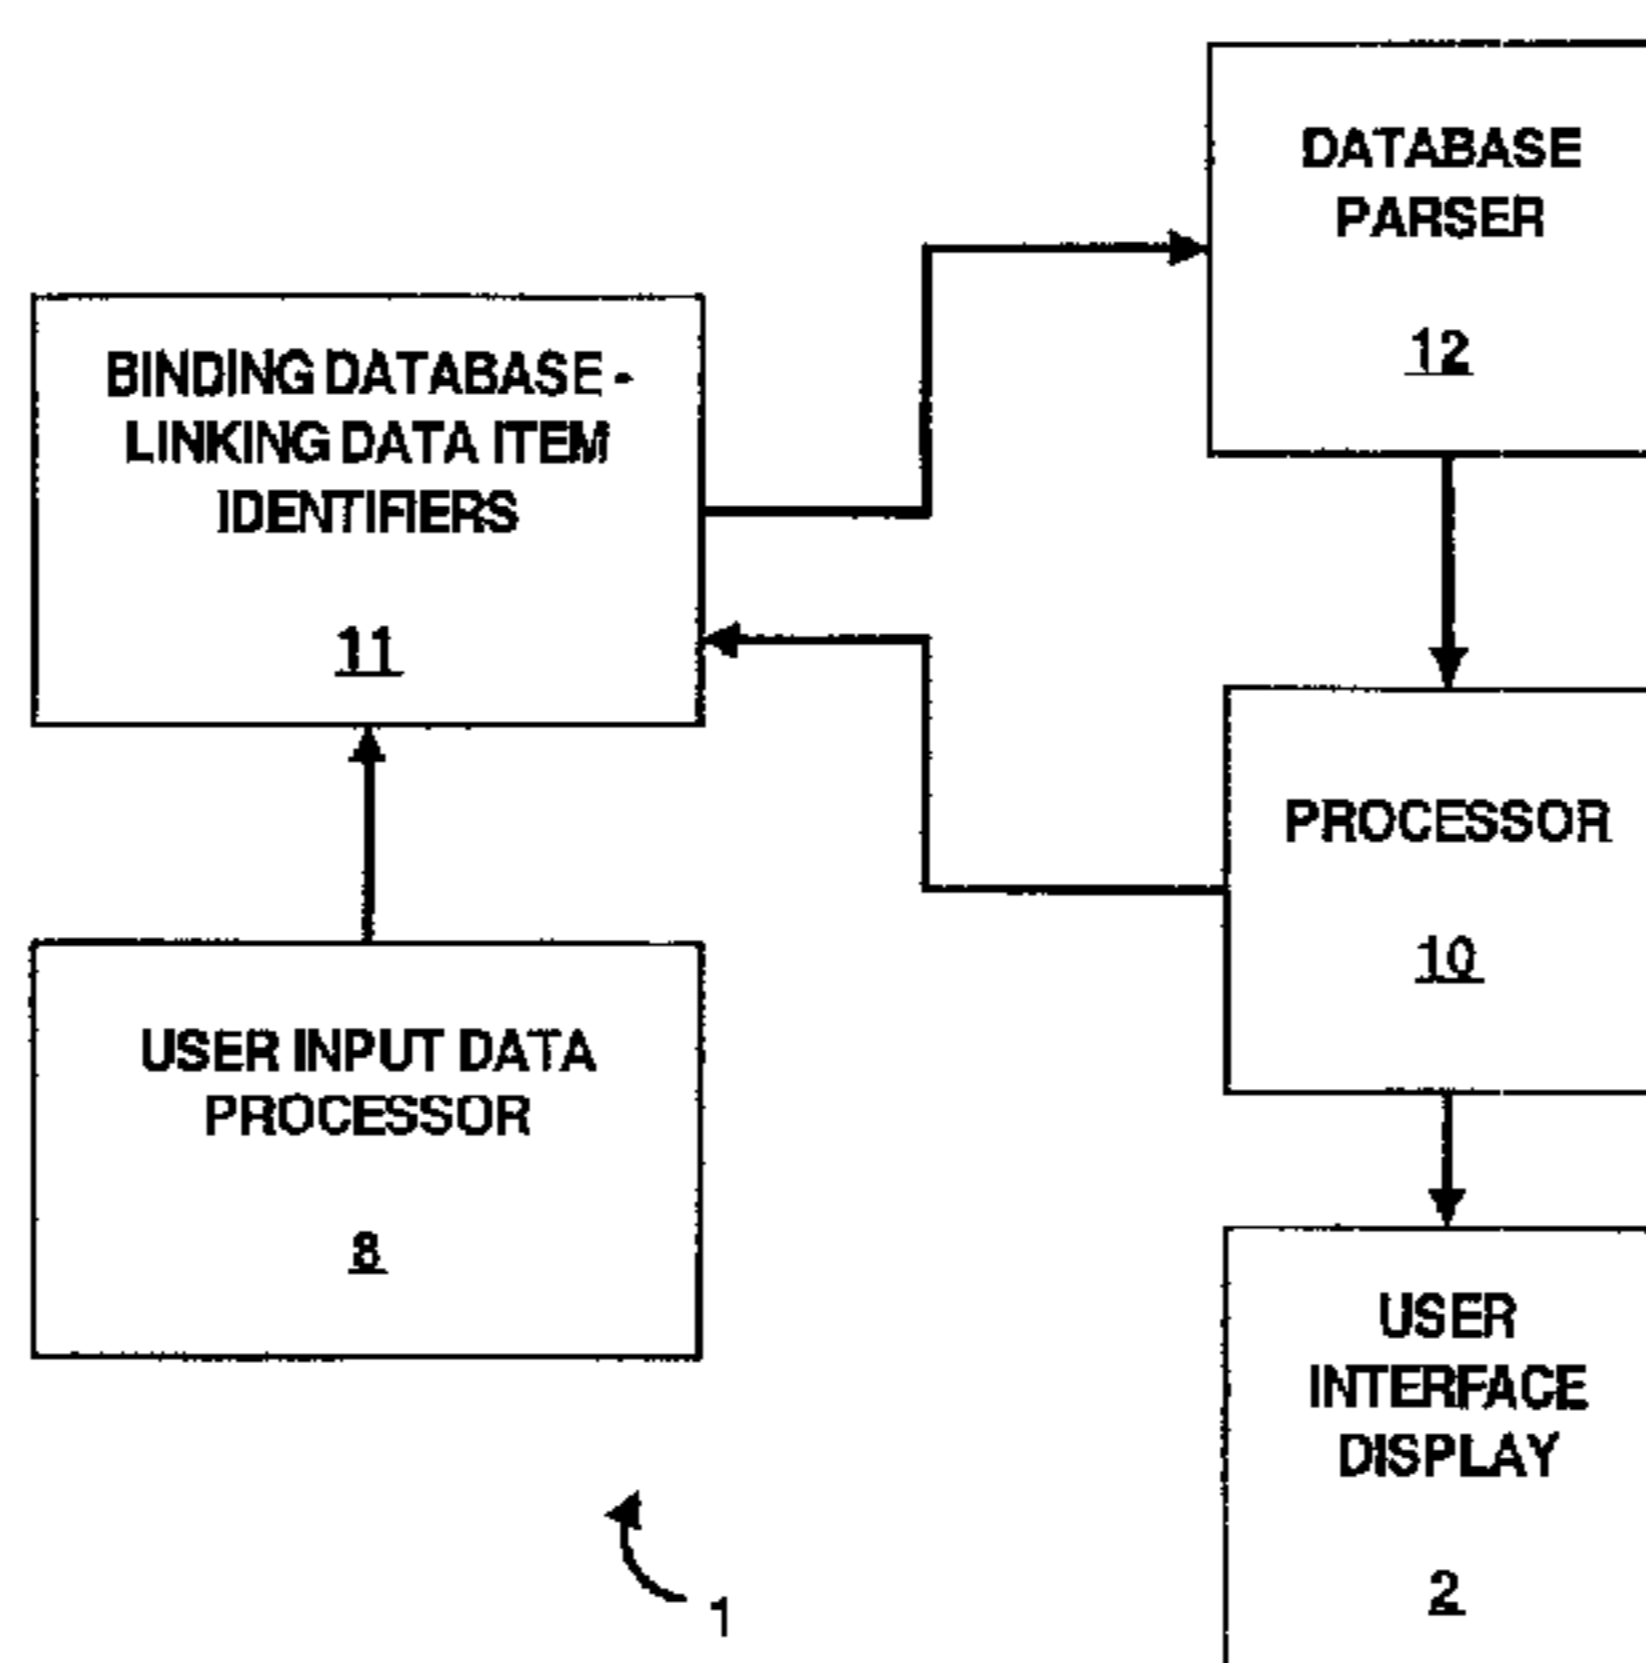 DATABASE
PARSER
12
BINDING DATABASE -
LINKING DATA ITEM
IDENTIFIERS
11
PROCESSOR
10
USER INPUT DATA
PROCESSOR
8
USER
INTERFACE
DISPLAY
2
1